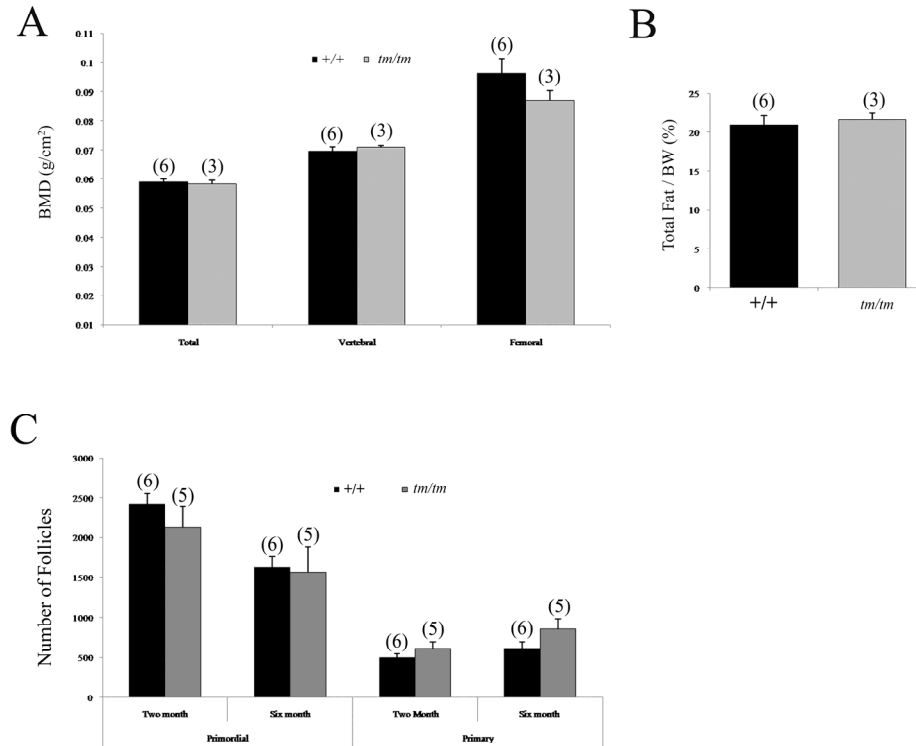 A
B
C
BMD (g/cm²)
0.11
0.1
0.09
0.08
0.07
0.06
0.05
0.04
0.03
0.02
0.01
+/+ tm/tm
(6) (3)
(6) (3)
(6) (3)
Total Vertebral Femoral
Total Fat / BW (%)
25
20
15
10
5
0
(6) (3)
+/+ tm/tm
Number of Follicles
3000
2500
2000
1500
1000
500
0
+/+ tm/tm
(6) (5)
(6) (5)
(6) (5)
(6) (5)
Two month Six month Two Month Six month
Primordial Primary